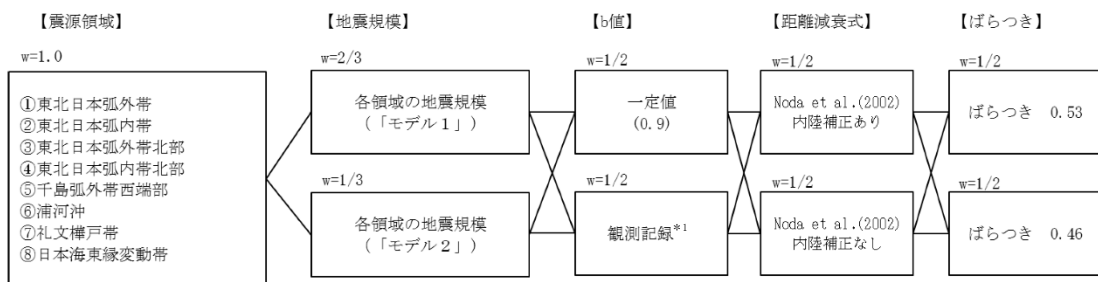 【震源領域】
【地震規模】
【b値】
【距離減衰式】
【ばらつき】
w=1.0
①東北日本弧外帯
②東北日本弧内帯
③東北日本弧外帯北部
④東北日本弧内帯北部
⑤千島弧外帯西端部
⑥浦河沖
⑦礼文樺戸帯
⑧日本海東縁変動帯
w=2/3
各領域の地震規模
(「モデル1」)
w=1/3
各領域の地震規模
(「モデル2」)
w=1/2
一定値
(0.9)
w=1/2
観測記録*1
w=1/2
Noda et al.(2002)
内陸補正あり
w=1/2
Noda et al.(2002)
内陸補正なし
w=1/2
ばらつき 0.53
w=1/2
ばらつき 0.46